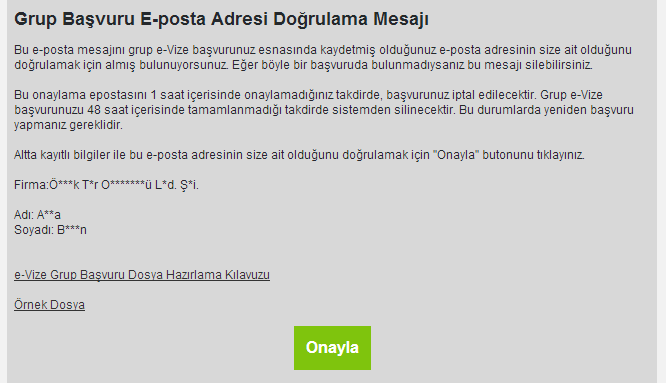 Grup Başvuru E-posta Adresi Doğrulama Mesajı
Bu e-posta mesajını grup e-Vize başvurunuz esnasında kaydetmiş olduğunuz e-posta adresinin size ait olduğunu
doğrulamak için almış bulunuyorsunuz. Eğer böyle bir başvuruda bulunmadıysanız bu mesajı silebilirsiniz.
Bu onaylama epostasını 1 saat içerisinde onaylamadığınız takdirde, başvurunuz iptal edilecektir. Grup e-Vize
başvurunuzu 48 saat içerisinde tamamlanmadığı takdirde sistemden silinecektir. Bu durumlarda yeniden başvuru
yapmanız gereklidir.
Altta kayıtlı bilgiler ile bu e-posta adresinin size ait olduğunu doğrulamak için "Onayla" butonunu tıklayınız.
Firma:Ö***k T*r O*******ü L*d. Ş*i.
Adı: A**a
Soyadı: B***n
e-Vize Grup Başvuru Dosya Hazırlama Kılavuzu
Örnek Dosya
Onayla